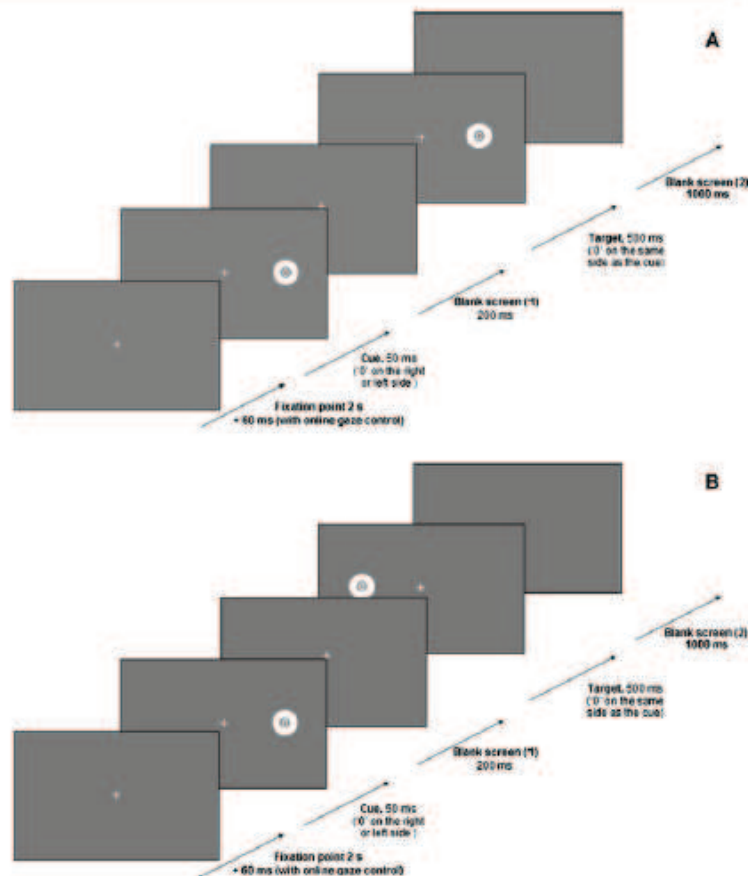 A
Blank screen (2)
1000 ms
Target, 500 ms
('0' on the same
side as the cue)
Blank screen (1)
200 ms
Cue, 50 ms
('0' on the right
or left side )
Fixation point 2 s
+ 60 ms (with online gaze control)
B
Blank screen (2)
1000 ms
Target, 500 ms
('0' on the same
side as the cue)
Blank screen (1)
200 ms
Cue, 50 ms
('0' on the right
or left side )
Fixation point 2 s
+ 60 ms (with online gaze control)